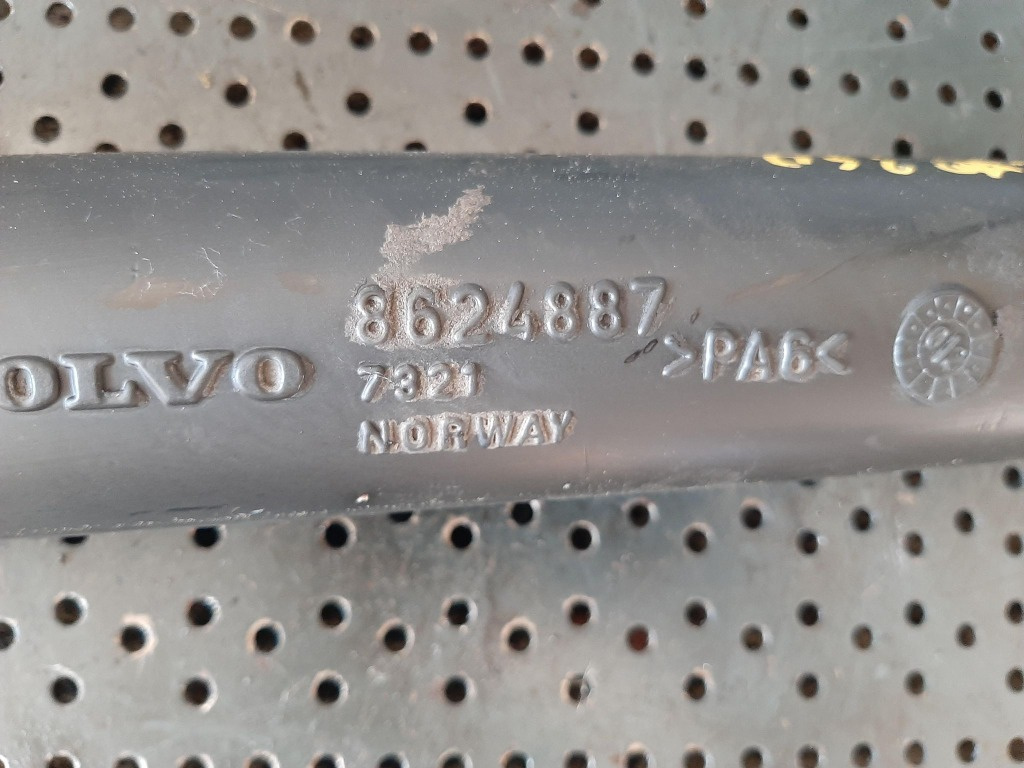 OLVO
8624887
7321
NORWAY
>PA6<